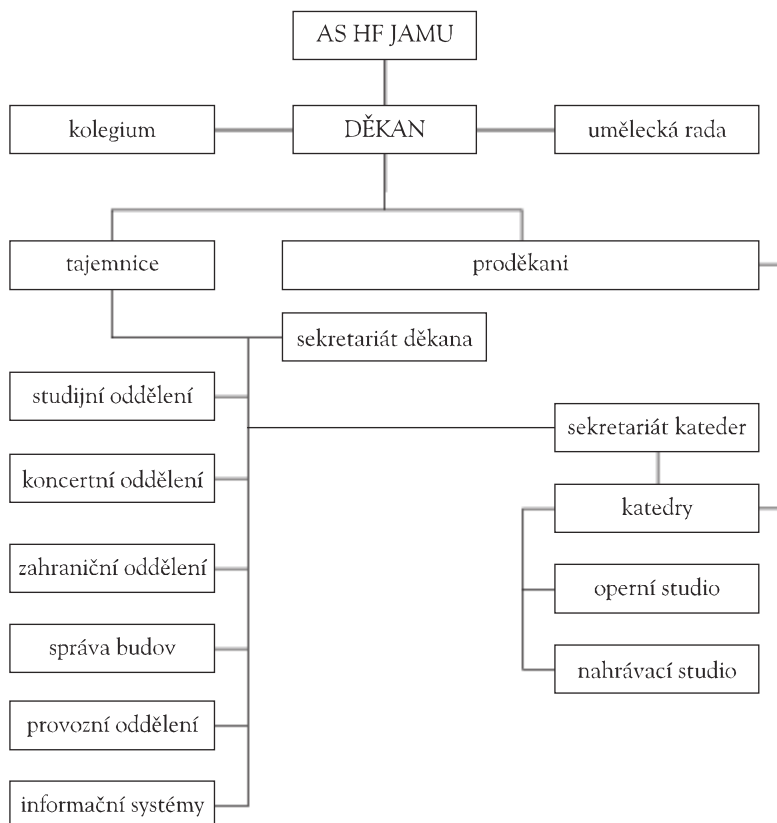 AS HF JAMU
kolegium
DĚKAN
umělecká rada
tajemnice
proděkani
sekretariát děkana
studijní oddělení
sekretariát kateder
koncertní oddělení
katedry
zahraniční oddělení
operní studio
správa budov
nahrávací studio
provozní oddělení
informační systémy